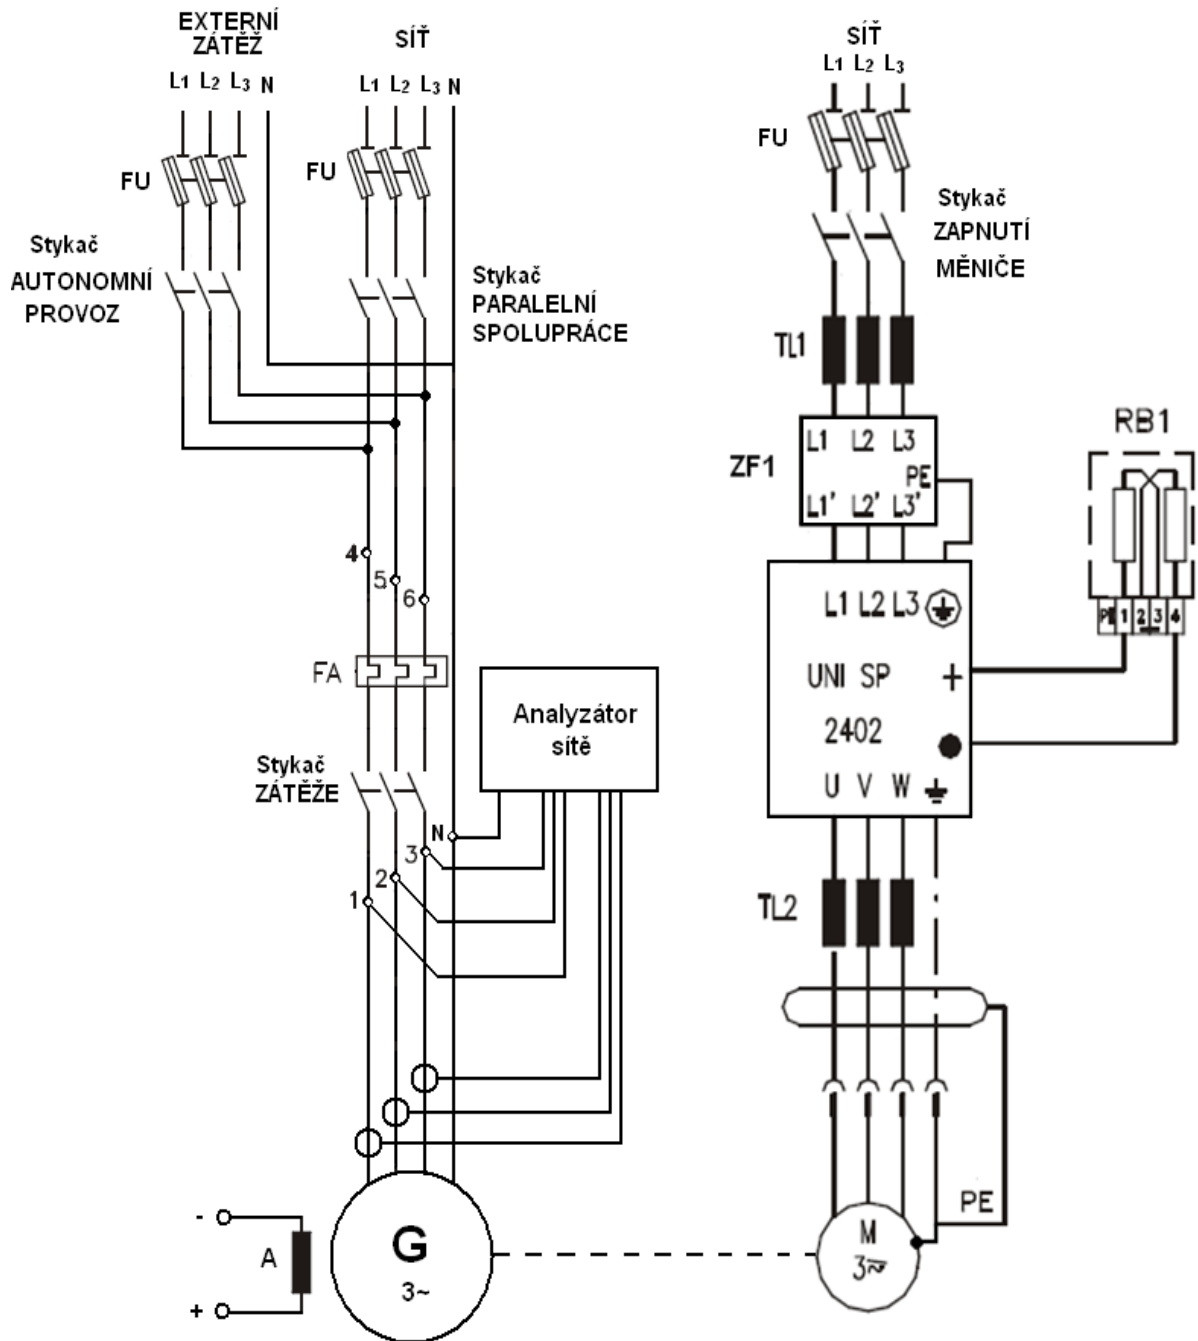 EXTERNÍ
ZÁTĚŽ
L1 L2 L3 N
SÍŤ
L1 L2 L3 N
SÍŤ
L1 L2 L3
FU
FU
FU
Stykač
AUTONOMNÍ
PROVOZ
Stykač
PARALELNÍ
SPOLUPRÁCE
Stykač
ZAPNUTÍ
MĚNIČE
TL1
ZF1
L1 L2 L3
PE
L1' L2' L3'
RB1
PE 1 2 3 4
4
5
6
FA
Analyzátor
sítě
Stykač
ZÁTĚŽE
N
3
2
1
L1 L2 L3
UNI SP
+
2402
U V W
TL2
PE
-
A
+
G
3~
M
3~